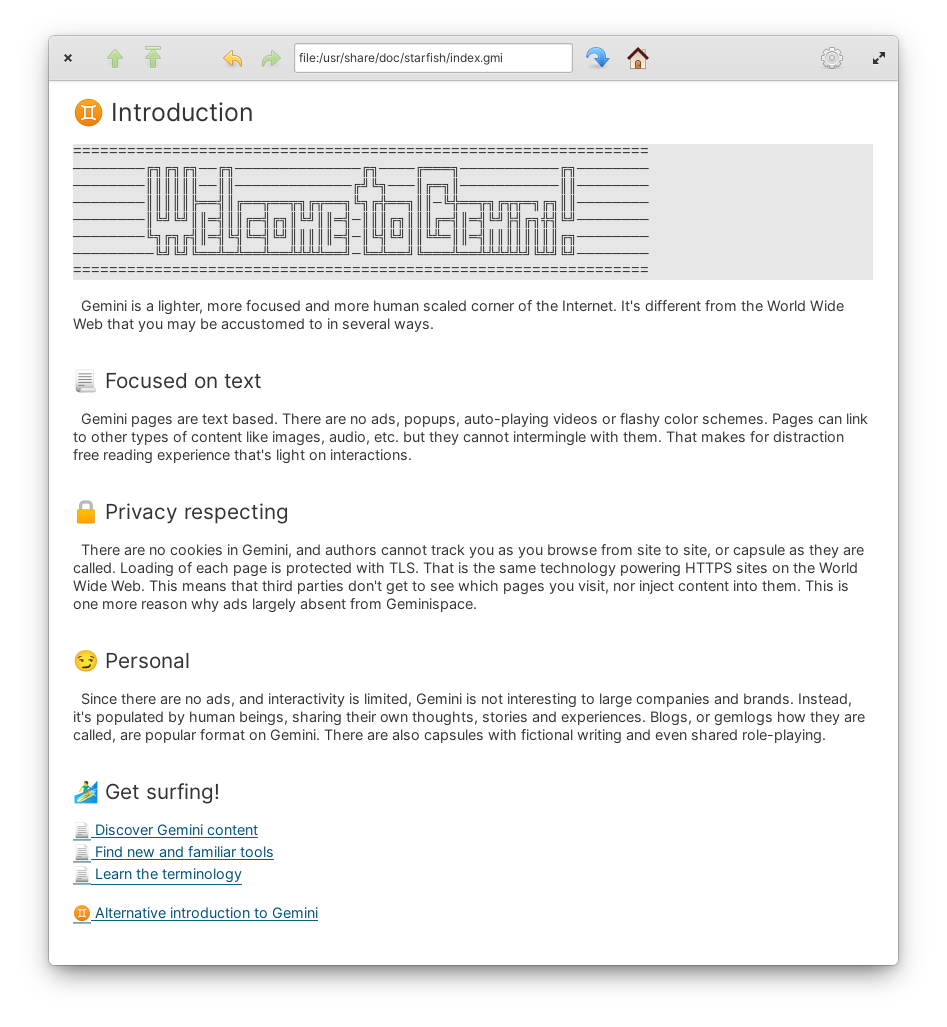 file:/usr/share/doc/starfish/index.gmi
♊ Introduction
Welcome to Gemini!
Gemini is a lighter, more focused and more human scaled corner of the Internet. It's different from the World Wide
Web that you may be accustomed to in several ways.
📃 Focused on text
Gemini pages are text based. There are no ads, popups, auto-playing videos or flashy color schemes. Pages can link
to other types of content like images, audio, etc. but they cannot intermingle with them. That makes for distraction
free reading experience that's light on interactions.
🔒 Privacy respecting
There are no cookies in Gemini, and authors cannot track you as you browse from site to site, or capsule as they are
called. Loading of each page is protected with TLS. That is the same technology powering HTTPS sites on the World
Wide Web. This means that third parties don't get to see which pages you visit, nor inject content into them. This is
one more reason why ads largely absent from Geminispace.
😏 Personal
Since there are no ads, and interactivity is limited, Gemini is not interesting to large companies and brands. Instead,
it's populated by human beings, sharing their own thoughts, stories and experiences. Blogs, or gemlogs how they are
called, are popular format on Gemini. There are also capsules with fictional writing and even shared role-playing.
🏄 Get surfing!
📄 Discover Gemini content
📄 Find new and familiar tools
📄 Learn the terminology
♊ Alternative introduction to Gemini